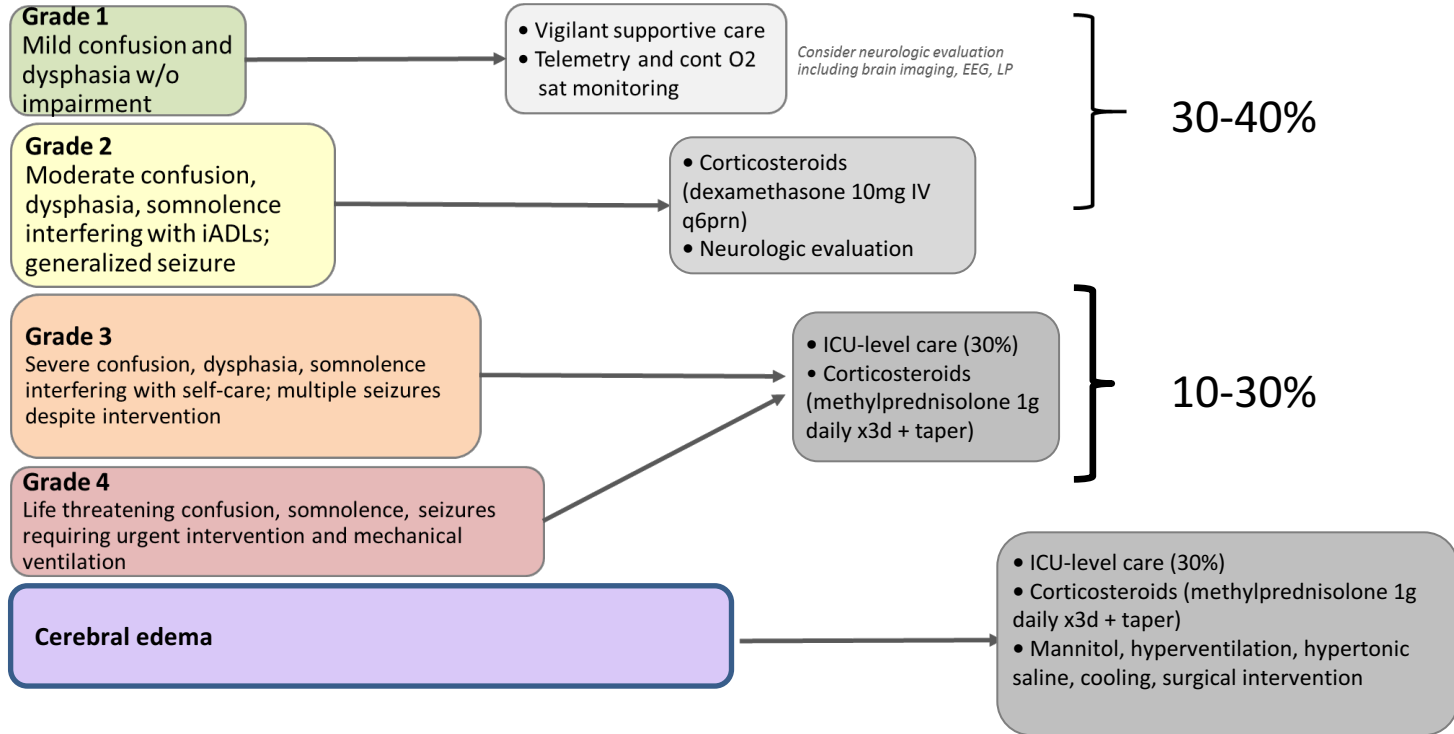 Grade 1
Mild confusion and
dysphasia w/o
impairment
• Vigilant supportive care
• Telemetry and cont O2
sat monitoring
Consider neurologic evaluation
including brain imaging, EEG, LP
30-40%
Grade 2
Moderate confusion,
dysphasia, somnolence
interfering with iADLs;
generalized seizure
• Corticosteroids
(dexamethasone 10mg IV
q6prn)
• Neurologic evaluation
Grade 3
Severe confusion, dysphasia, somnolence
interfering with self-care; multiple seizures
despite intervention
• ICU-level care (30%)
• Corticosteroids
(methylprednisolone 1g
daily x3d + taper)
10-30%
Grade 4
Life threatening confusion, somnolence, seizures
requiring urgent intervention and mechanical
ventilation
Cerebral edema
• ICU-level care (30%)
• Corticosteroids (methylprednisolone 1g
daily x3d + taper)
• Mannitol, hyperventilation, hypertonic
saline, cooling, surgical intervention